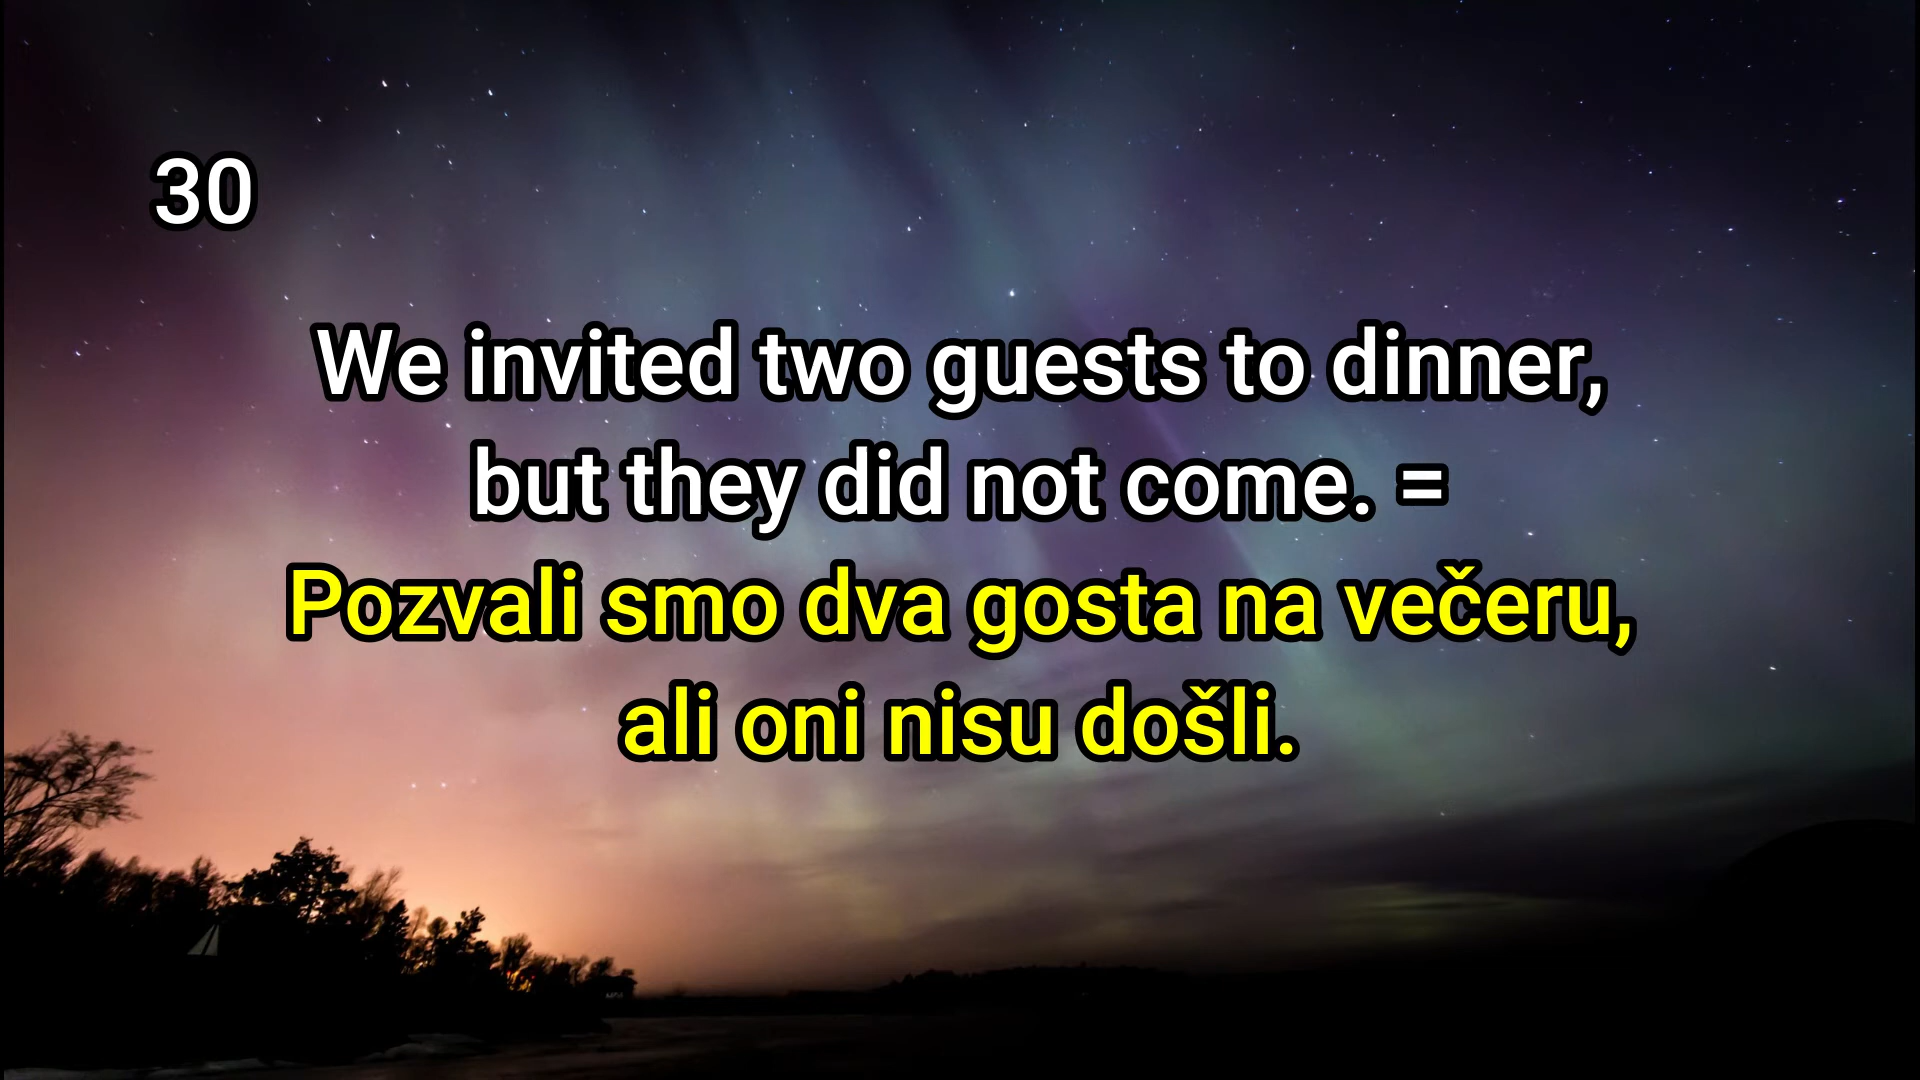 30
We invited two guests to dinner,
but they did not come. =
Pozvali smo dva gosta na večeru,
ali oni nisu došli.